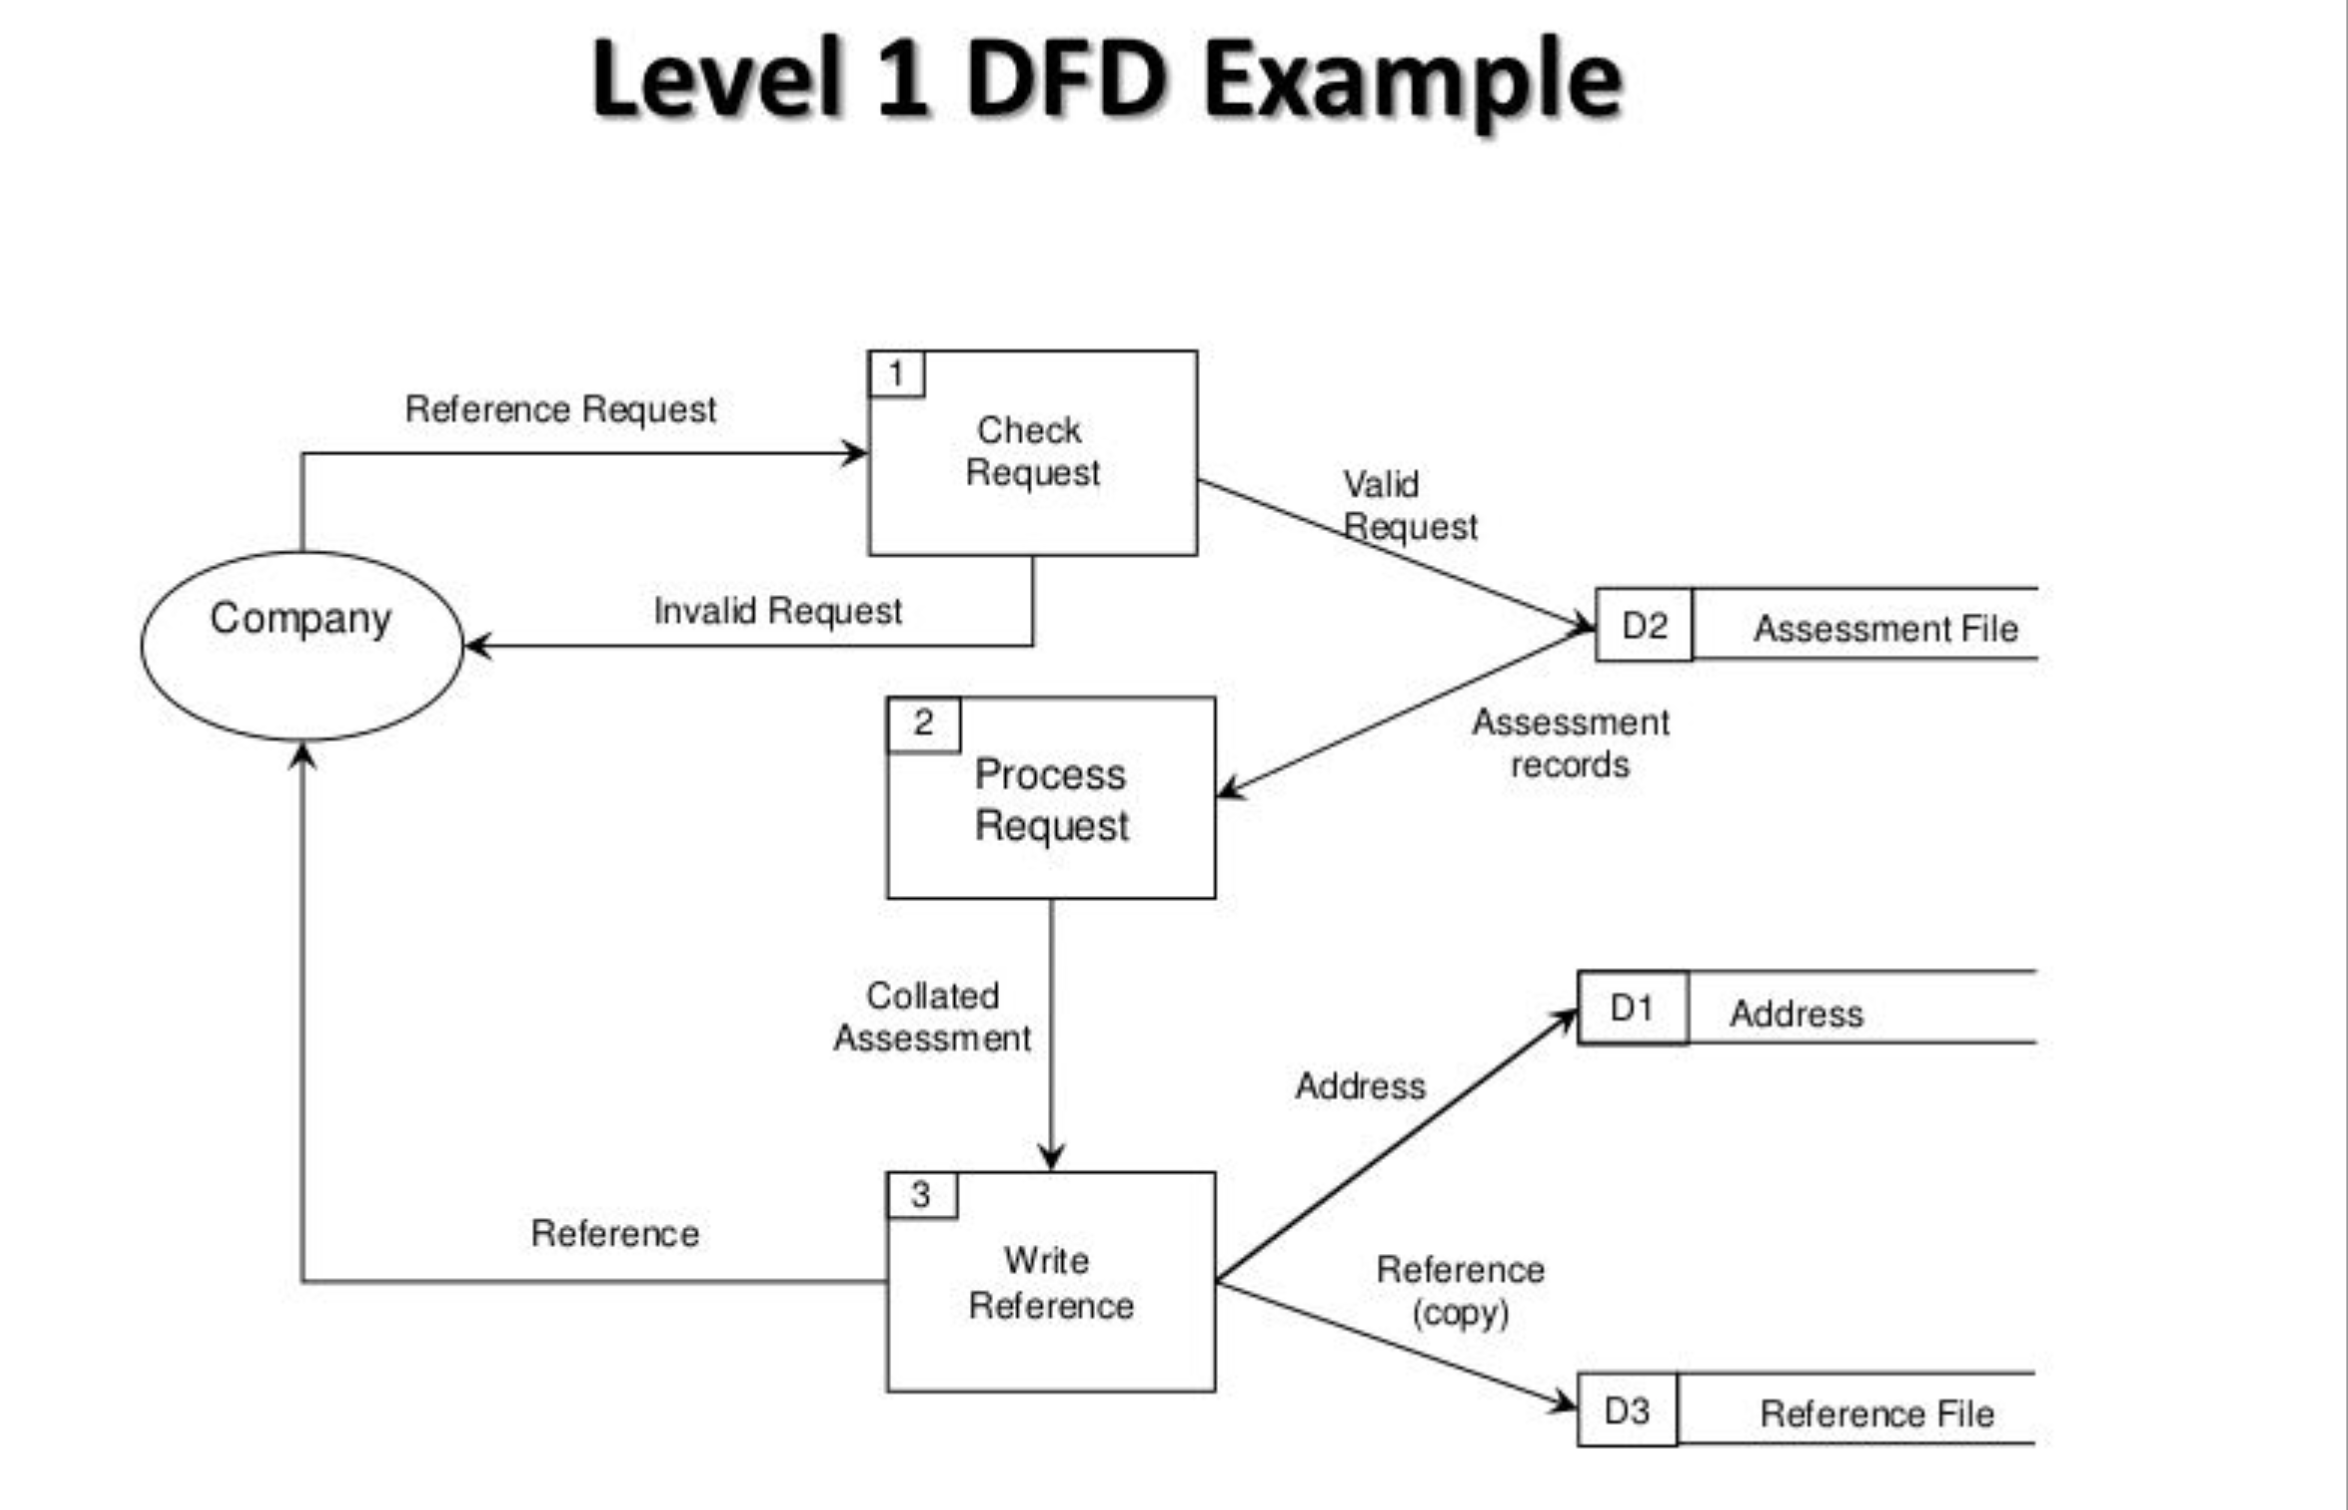 Level 1 DFD Example
1
Reference Request
Check
Request
Valid
Request
Company
Invalid Request
D2
Assessment File
2
Assessment
records
Process
Request
Collated
Assessment
D1
Address
Address
3
Reference
Write
Reference
Reference
(copy)
D3
Reference File